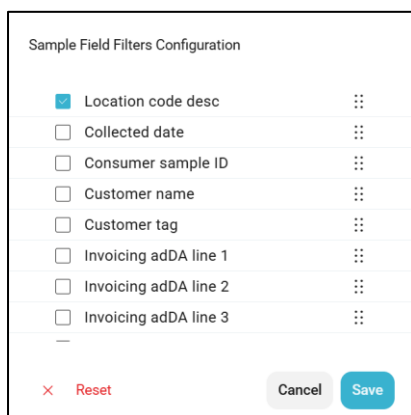 Sample Field Filters Configuration
Location code desc
Collected date
Consumer sample ID
Customer name
Customer tag
Invoicing adDA line 1
Invoicing adDA line 2
Invoicing adDA line 3
Reset Cancel Save